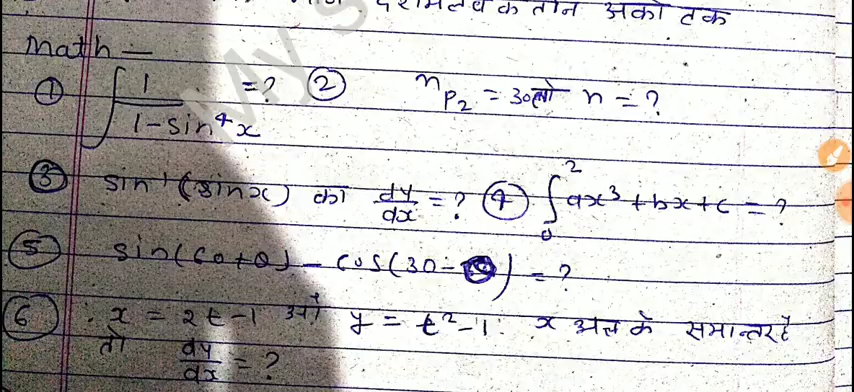 दशमलव के तीन अंको तक
Math —
① ∫ 1/(1-sin⁴x) = ? ② ⁿP₂ = 30 तो n = ?
③ sin⁻¹(sinx) का dy/dx = ? ④ ∫₀² ax³ + bx + c = ?
⑤ sin(60+θ) - cos(30-θ) = ?
⑥ x = 2t-1 और y = t²-1. x अक्ष के समान्तर है
तो dy/dx = ?